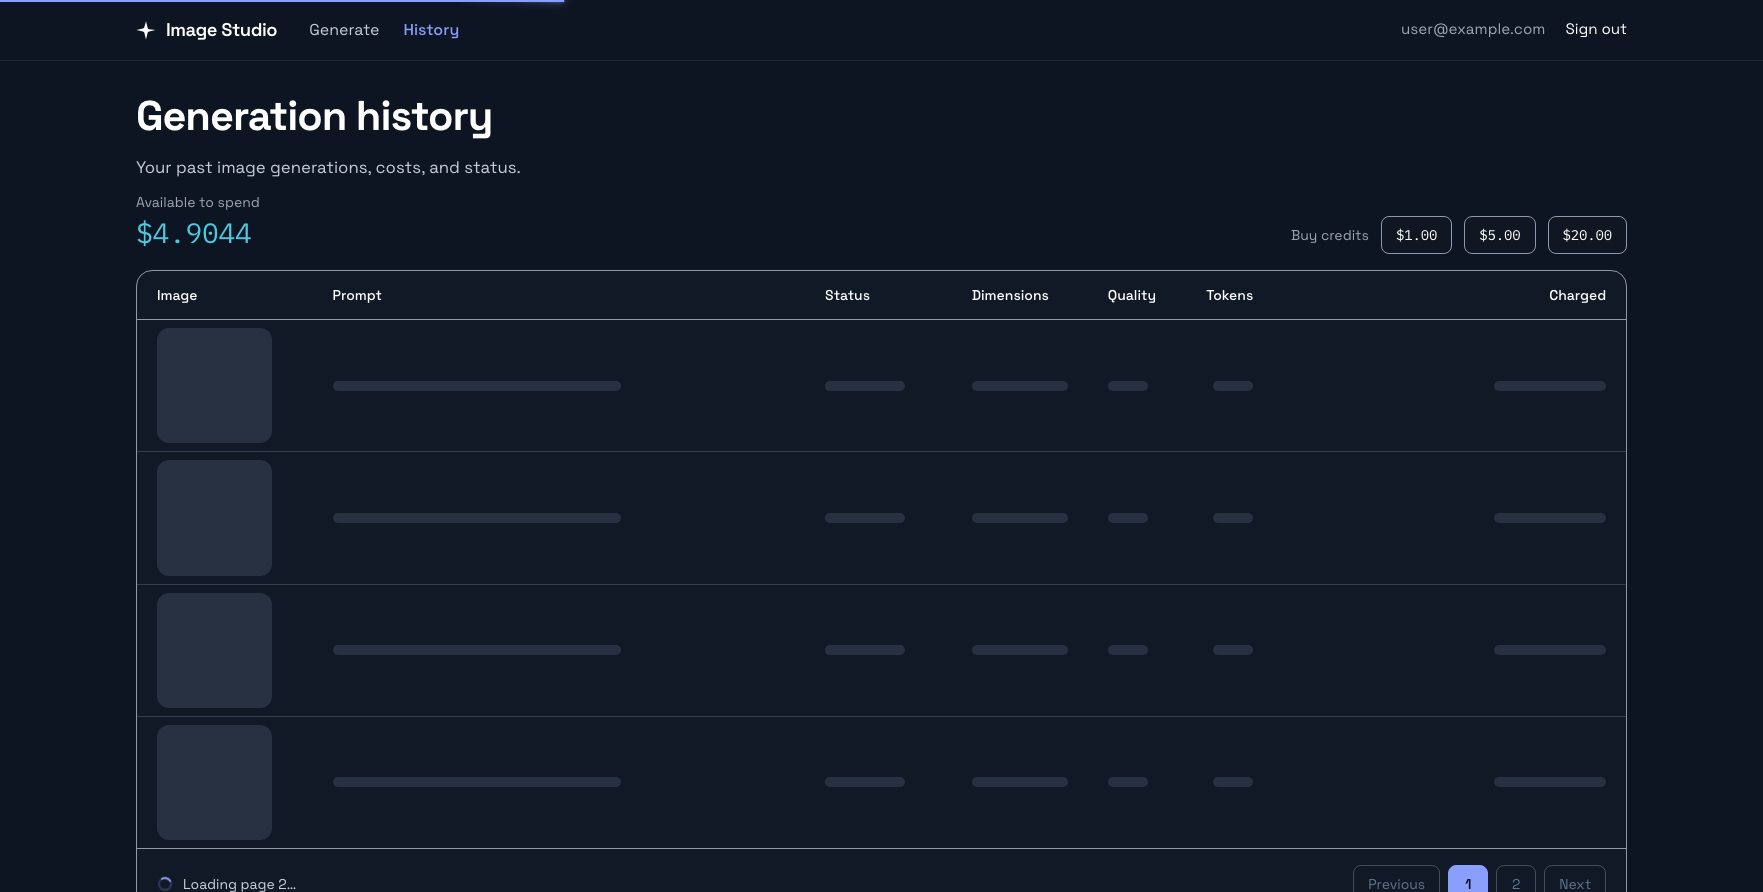 Image Studio Generate History user@example.com Sign out
Generation history
Your past image generations, costs, and status.
Available to spend
$4.9044 Buy credits $1.00 $5.00 $20.00
Image Prompt Status Dimensions Quality Tokens Charged
Loading page 2... Previous 1 2 Next